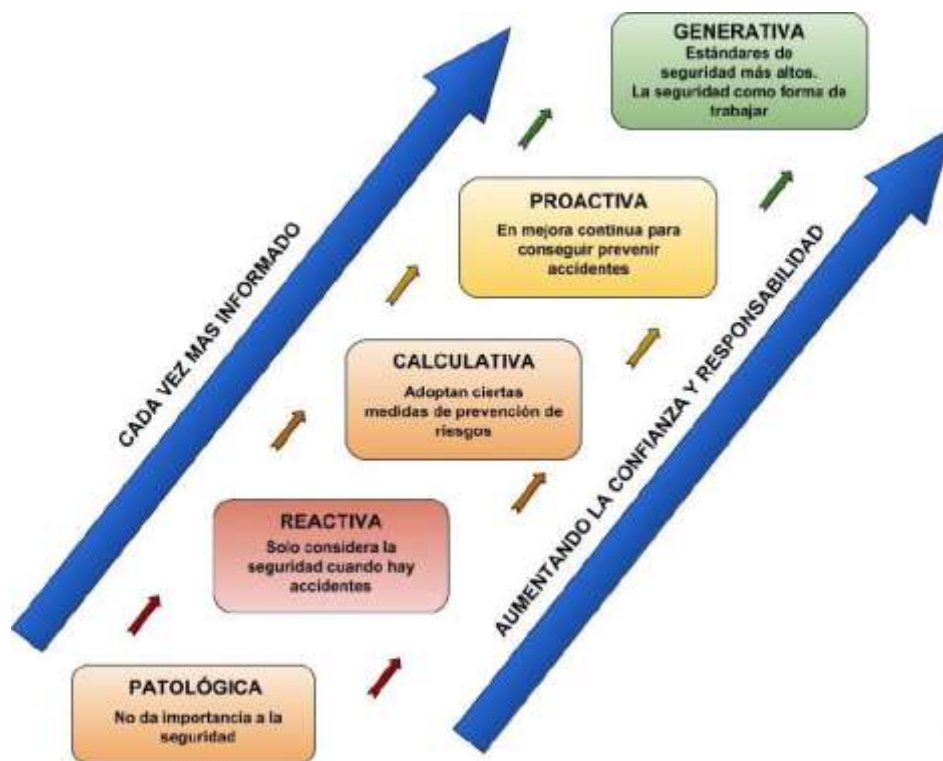 GENERATIVA
Estándares de
seguridad más altos.
La seguridad como forma de
trabajar
PROACTIVA
En mejora continua para
conseguir prevenir
accidentes
CALCULATIVA
Adoptan ciertas
medidas de prevención de
riesgos
REACTIVA
Solo considera la
seguridad cuando hay
accidentes
PATOLÓGICA
No da importancia a la
seguridad
CADA VEZ MAS INFORMADO
AUMENTANDO LA CONFIANZA Y RESPONSABILIDAD